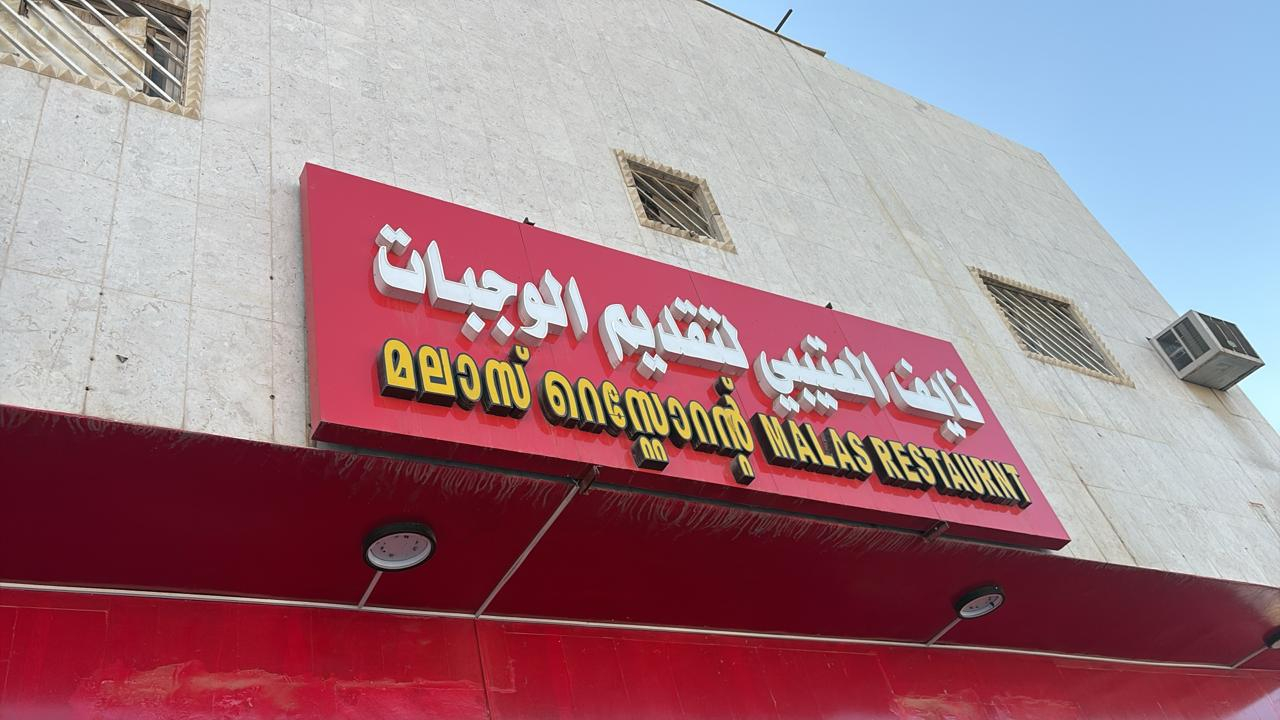 نايف العتيبي لتقديم الوجبات
മലാസ് റെസ്റ്റോറന്റ് MALAS RESTAURNT